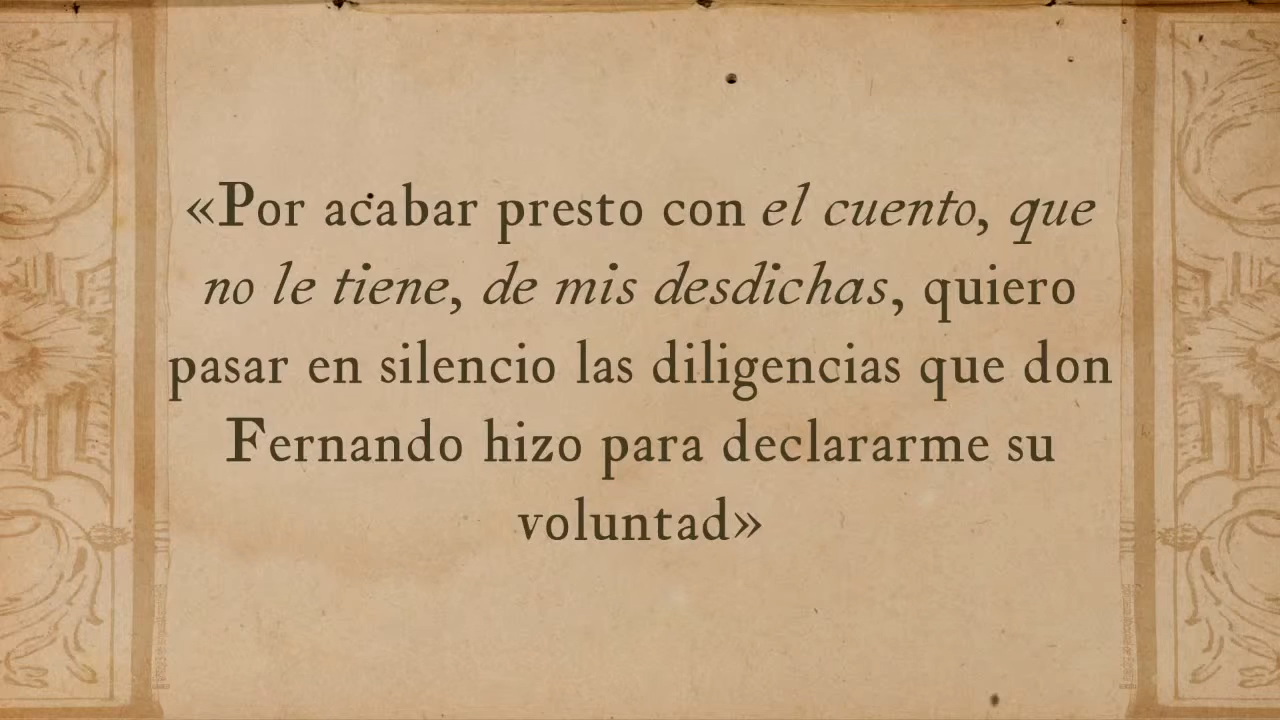 «Por acabar presto con el cuento, que
no le tiene, de mis desdichas, quiero
pasar en silencio las diligencias que don
Fernando hizo para declararme su
voluntad»